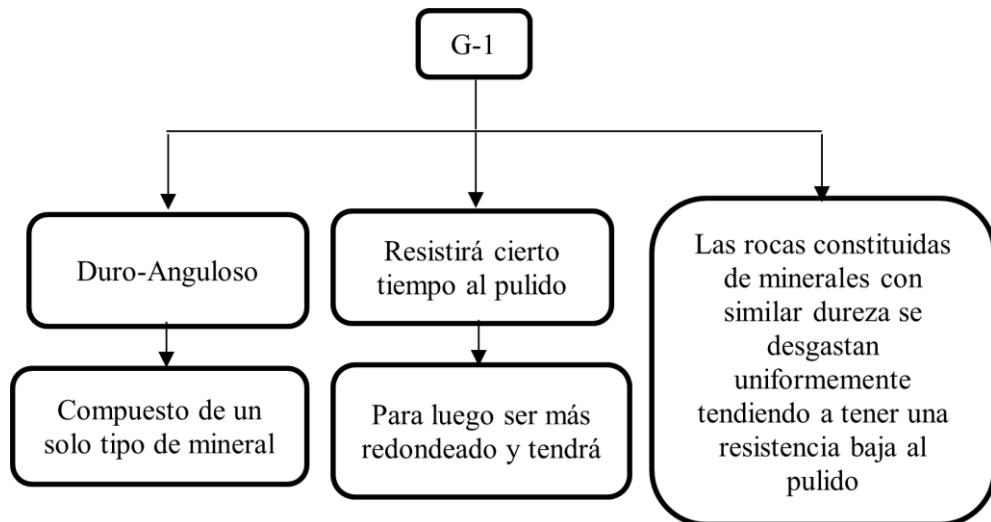 G-1
Duro-Anguloso
Compuesto de un
solo tipo de mineral
Resistirá cierto
tiempo al pulido
Para luego ser más
redondeado y tendrá
Las rocas constituidas
de minerales con
similar dureza se
desgastan
uniformemente
tendiendo a tener una
resistencia baja al
pulido